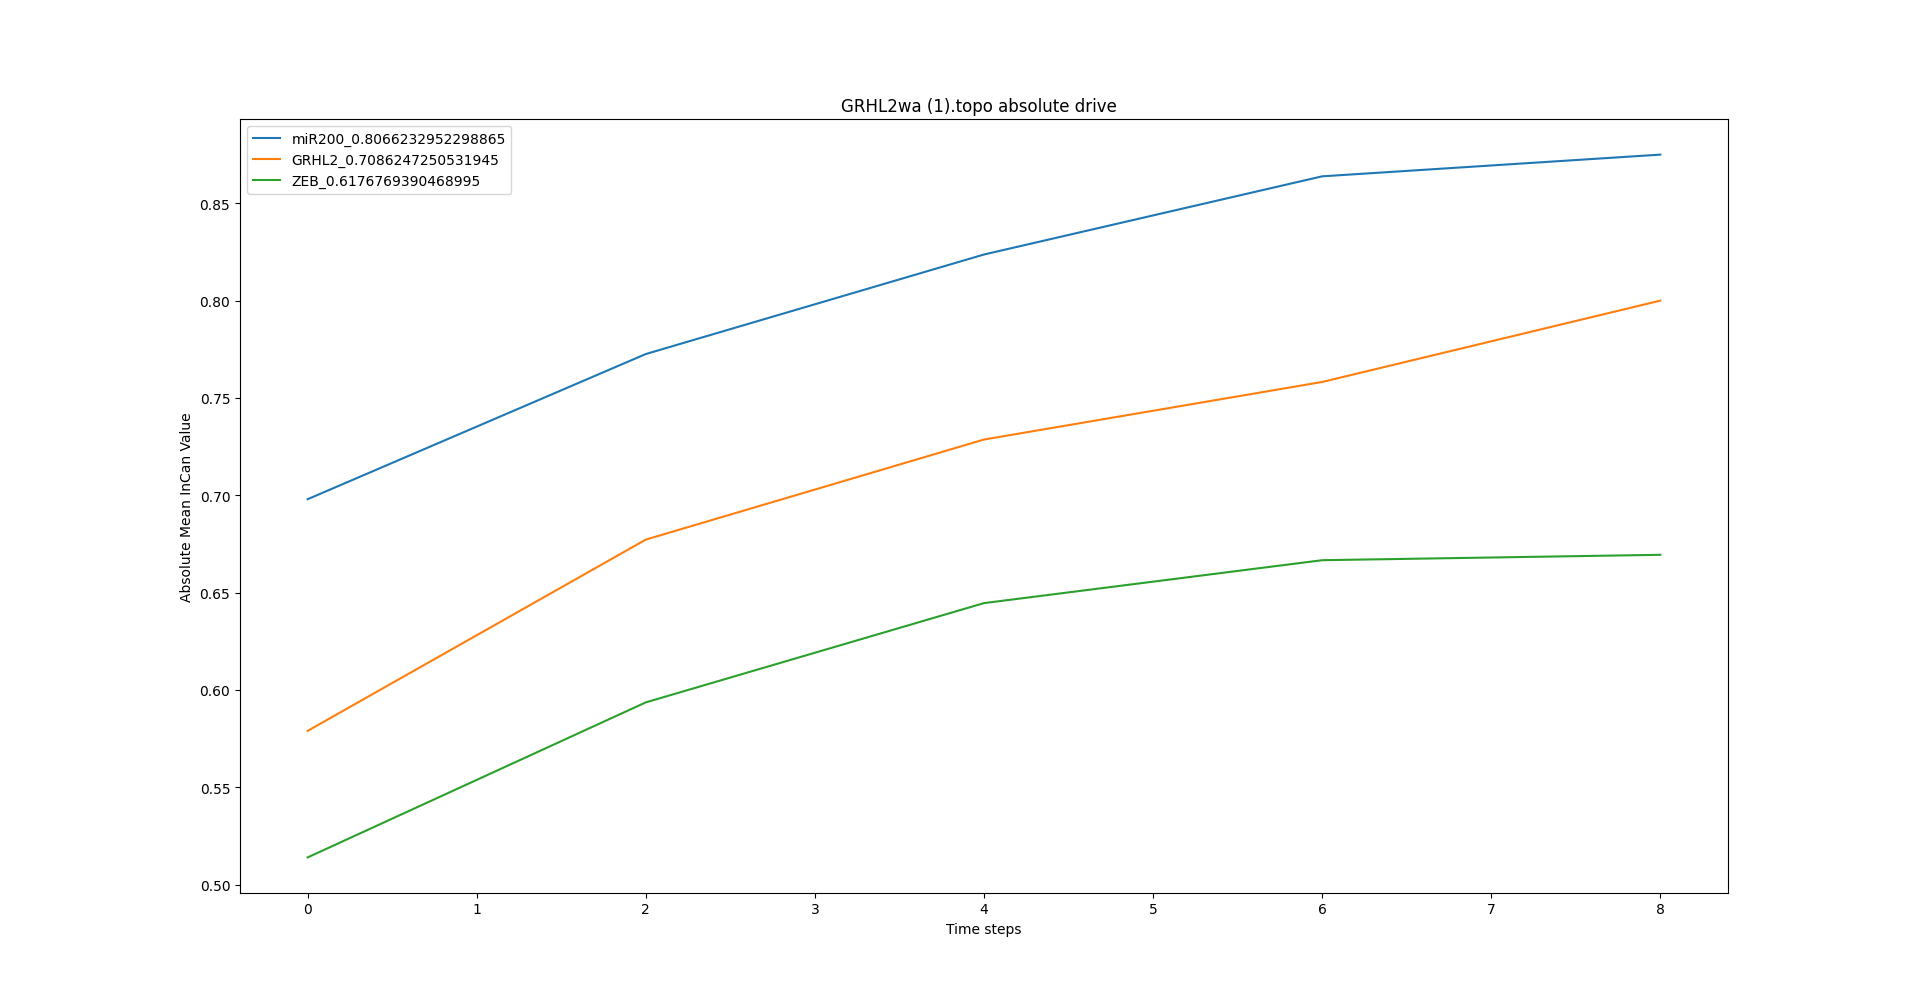 GRHL2wa (1).topo absolute drive
miR200_0.8066232952298865
GRHL2_0.7086247250531945
ZEB_0.6176769390468995
Absolute Mean InCan Value
0.85
0.80
0.75
0.70
0.65
0.60
0.55
0.50
0 1 2 3 4 5 6 7 8
Time steps